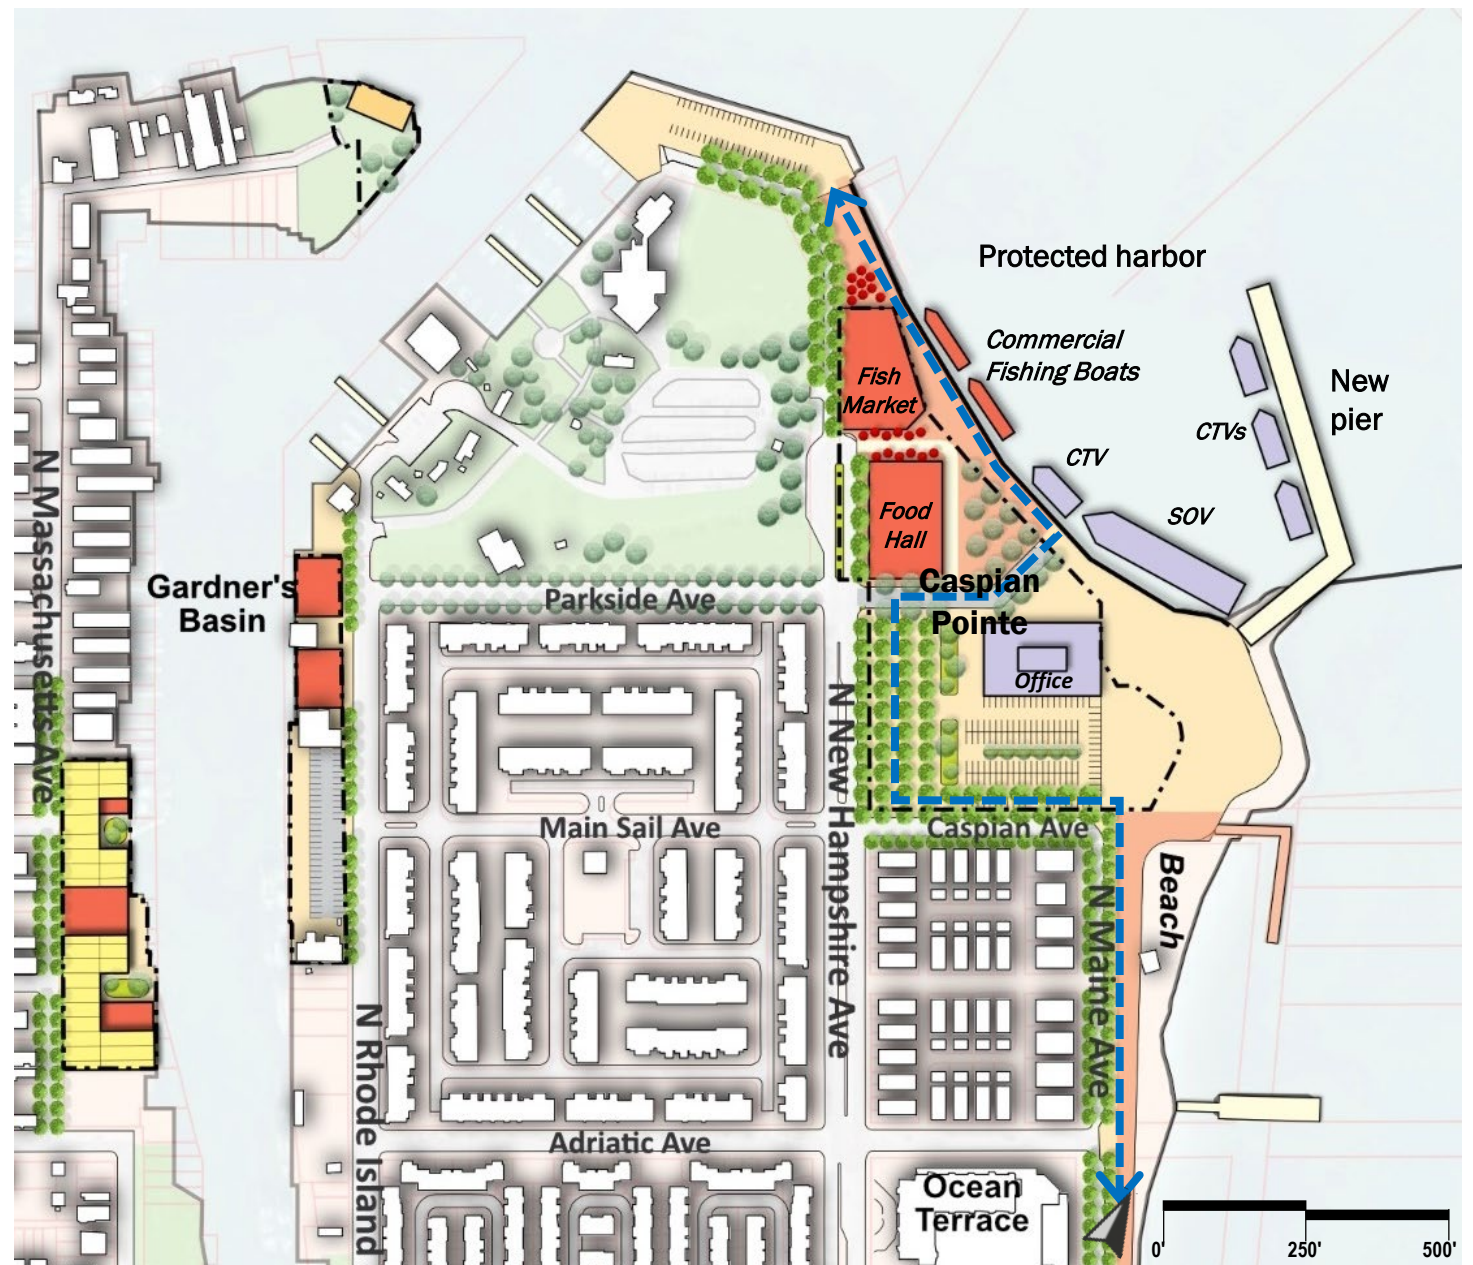 Protected harbor
Commercial
Fishing Boats
New
pier
CTVs
CTV
SOV
Fish
Market
Food
Hall
Caspian
Pointe
Office
Gardner's
Basin
Parkside Ave
N Massachusetts Ave
N New Hampshire Ave
Main Sail Ave
Caspian Ave
Beach
N Maine Ave
N Rhode Island
Adriatic Ave
Ocean
Terrace
0' 250' 500'